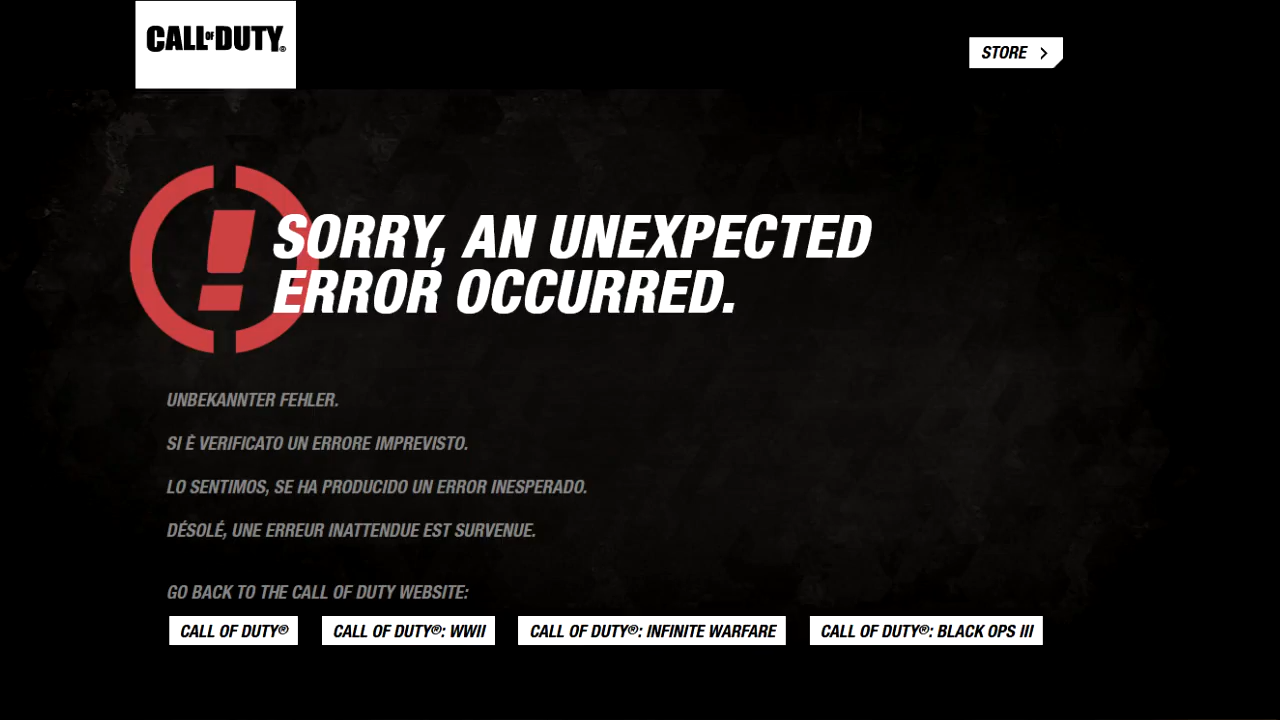 CALL OF DUTY®
STORE
SORRY, AN UNEXPECTED
ERROR OCCURRED.
UNBEKANNTER FEHLER.
SI È VERIFICATO UN ERRORE IMPREVISTO.
LO SENTIMOS, SE HA PRODUCIDO UN ERROR INESPERADO.
DÉSOLÉ, UNE ERREUR INATTENDUE EST SURVENUE.
GO BACK TO THE CALL OF DUTY WEBSITE:
CALL OF DUTY® CALL OF DUTY®: WWII CALL OF DUTY®: INFINITE WARFARE CALL OF DUTY®: BLACK OPS III